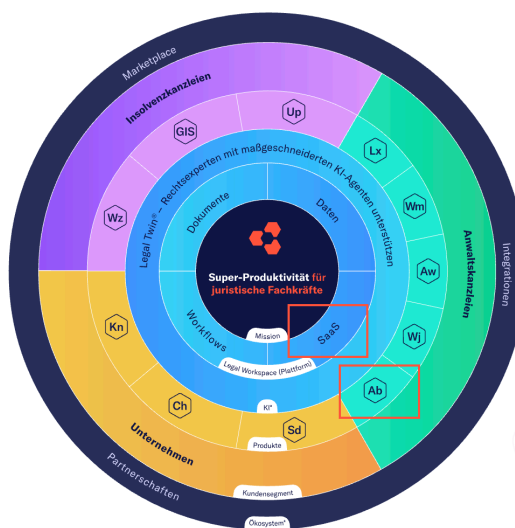 Marketplace
Insolvenzkanzleien
Up
GIS
Lx
Legal Twin® – Rechtsexperten mit maßgeschneiderten KI-Agenten unterstützen
Dokumente
Daten
Wm
Wz
Anwaltskanzleien
Integrationen
Super-Produktivität für
juristische Fachkräfte
Aw
Kn
Workflows
SaaS
Wj
Mission
Legal Workspace (Plattform)
Ab
Ch
KI*
Sd
Produkte
Unternehmen
Partnerschaften
Kundensegment
Ökosystem*